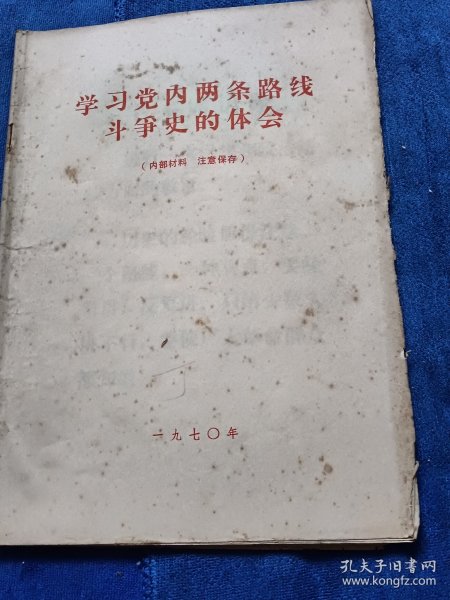 学习党内两条路线
斗爭史的体会
（内部材料　注意保存）
一九七〇年
孔夫子旧书网
www.kongfz.com